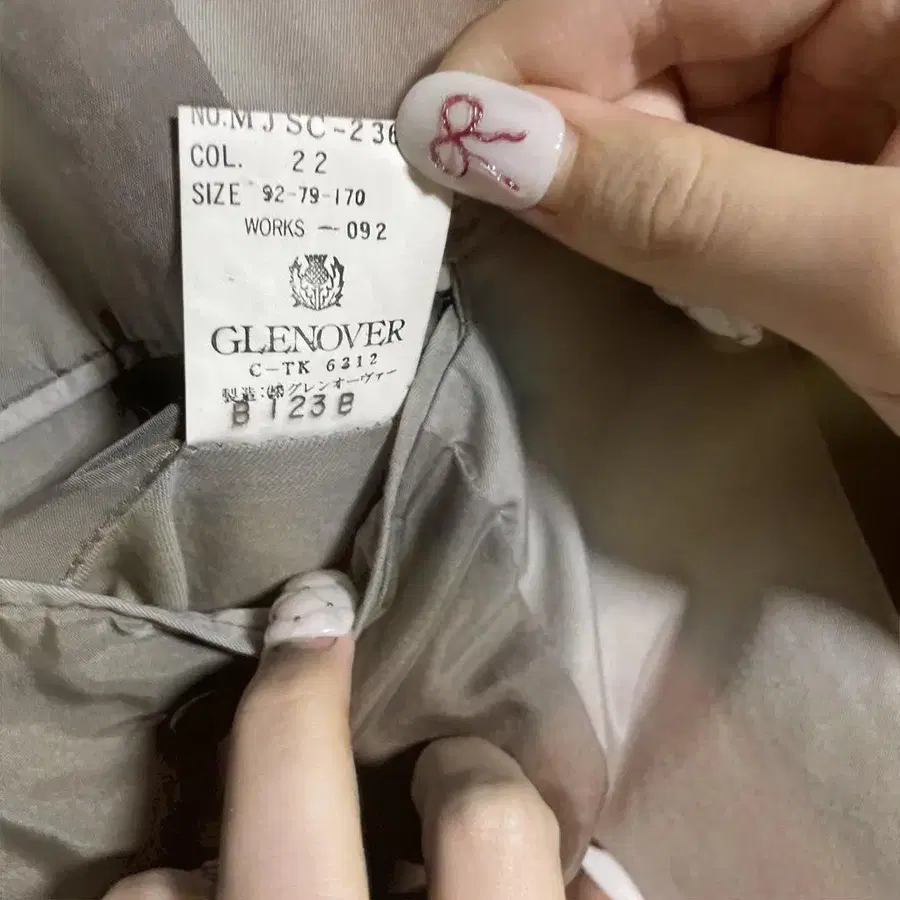 NO.MJSC-236
COL. 22
SIZE 92-79-170
WORKS - 092
GLENOVER
C-TK 6312
製造:㈱グレンオーヴァー
B123B